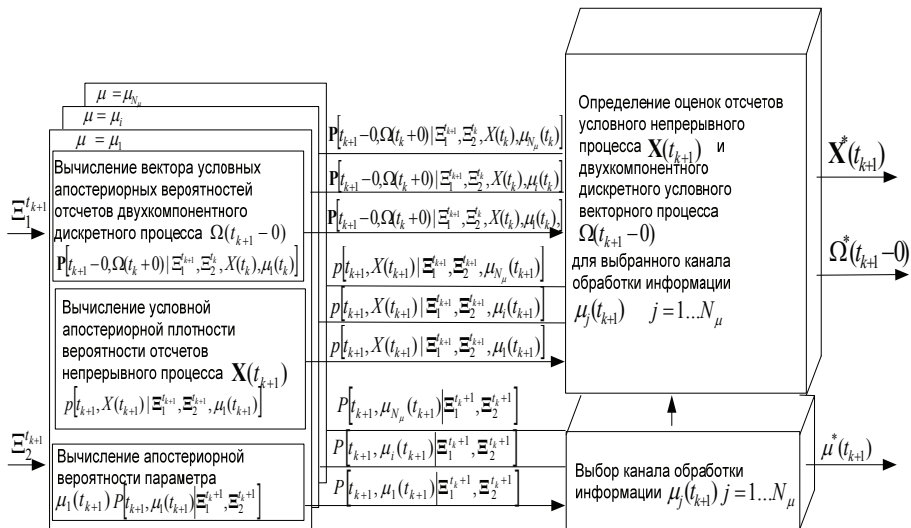 μ = μ_{N_μ}
μ = μ_i
μ = μ_1
Вычисление вектора условных
апостериорных вероятностей
отсчетов двухкомпонентного
дискретного процесса Ω(t_{k+1}−0)
P[t_{k+1}−0,Ω(t_k+0)|Ξ_1^{t_{k+1}},Ξ_2^{t_k},X(t_k),μ_1(t_k)]
Вычисление условной
апостериорной плотности
вероятности отсчетов
непрерывного процесса X(t_{k+1})
p[t_{k+1},X(t_{k+1})|Ξ_1^{t_{k+1}},Ξ_2^{t_{k+1}},μ_1(t_{k+1})]
Вычисление апостериорной
вероятности параметра
μ_1(t_{k+1}) P[t_{k+1},μ_1(t_{k+1})|Ξ_1^{t_k+1},Ξ_2^{t_k+1}]
Ξ_1^{t_{k+1}}
Ξ_2^{t_{k+1}}
P[t_{k+1}−0,Ω(t_k+0)|Ξ_1^{t_{k+1}},Ξ_2^{t_k},X(t_k),μ_{N_μ}(t_k)]
P[t_{k+1}−0,Ω(t_k+0)|Ξ_1^{t_{k+1}},Ξ_2^{t_k},X(t_k),μ_i(t_k)]
P[t_{k+1}−0,Ω(t_k+0)|Ξ_1^{t_{k+1}},Ξ_2^{t_k},X(t_k),μ_1(t_k),]
p[t_{k+1},X(t_{k+1})|Ξ_1^{t_{k+1}},Ξ_2^{t_{k+1}},μ_{N_μ}(t_{k+1})]
p[t_{k+1},X(t_{k+1})|Ξ_1^{t_{k+1}},Ξ_2^{t_{k+1}},μ_i(t_{k+1})]
p[t_{k+1},X(t_{k+1})|Ξ_1^{t_{k+1}},Ξ_2^{t_{k+1}},μ_1(t_{k+1})]
P[t_{k+1},μ_{N_μ}(t_{k+1})|Ξ_1^{t_k+1},Ξ_2^{t_k+1}]
P[t_{k+1},μ_i(t_{k+1})|Ξ_1^{t_k+1},Ξ_2^{t_k+1}]
P[t_{k+1},μ_1(t_{k+1})|Ξ_1^{t_k+1},Ξ_2^{t_k+1}]
Определение оценок отсчетов
условного непрерывного
процесса X(t_{k+1}) и
двухкомпонентного
дискретного условного
векторного процесса
Ω(t_{k+1}−0)
для выбранного канала
обработки информации
μ_j(t_{k+1}) j=1...N_μ
Выбор канала обработки
информации μ_j(t_{k+1}) j=1...N_μ
X^*(t_{k+1})
Ω^*(t_{k+1}−0)
μ^*(t_{k+1})